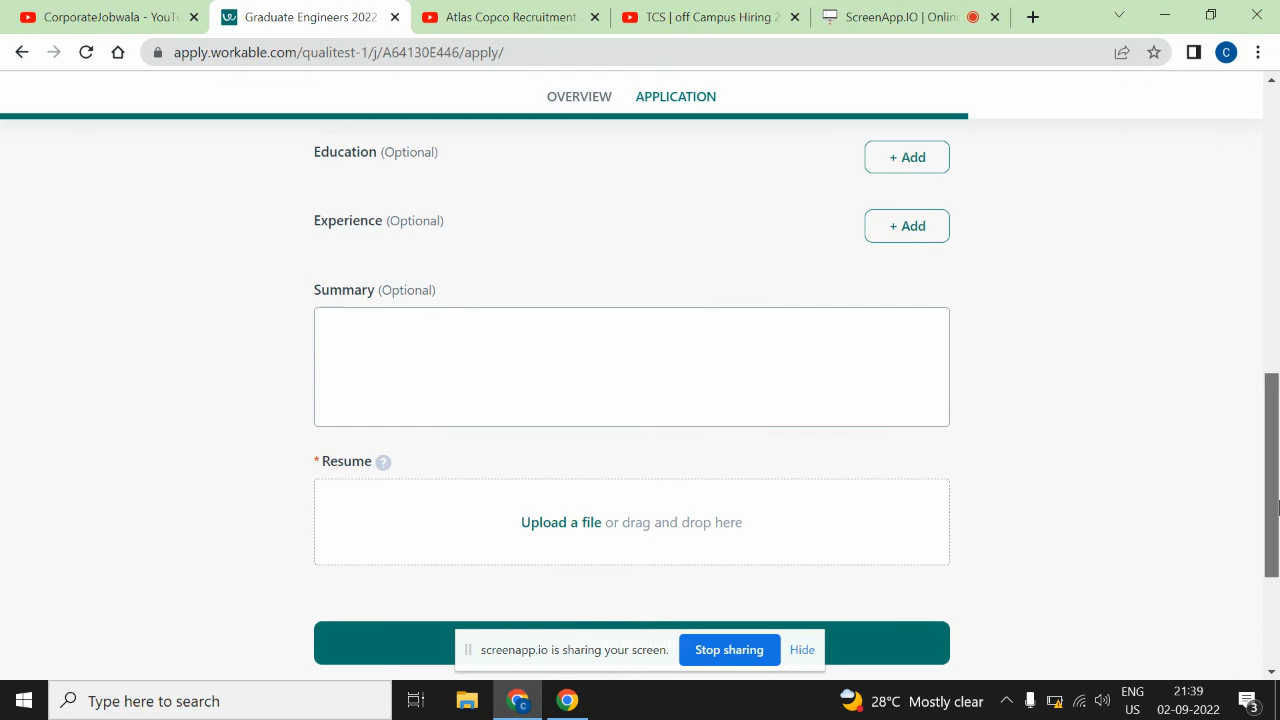 CorporateJobwala - YouTu
Graduate Engineers 2022
Atlas Copco Recruitment
TCS | off Campus Hiring 2
ScreenApp.IO | Online
apply.workable.com/qualitest-1/j/A64130E446/apply/
C
OVERVIEW
APPLICATION
Education (Optional)
+ Add
Experience (Optional)
+ Add
Summary (Optional)
*Resume ?
Upload a file or drag and drop here
screenapp.io is sharing your screen.
Stop sharing
Hide
Type here to search
28°C Mostly clear
ENG
US
21:39
02-09-2022
3